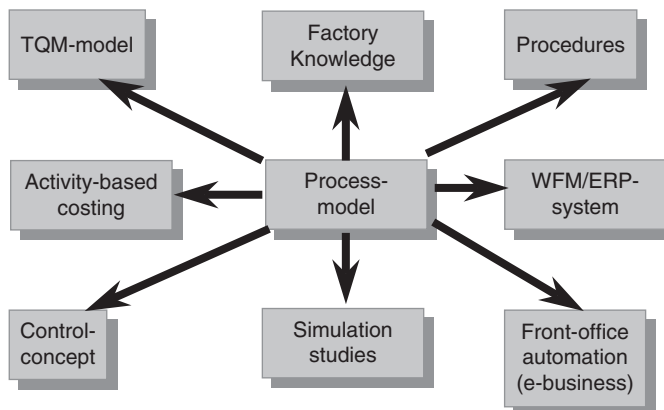 TQM-model
Factory
Knowledge
Procedures
Activity-based
costing
Process-
model
WFM/ERP-
system
Control-
concept
Simulation
studies
Front-office
automation
(e-business)